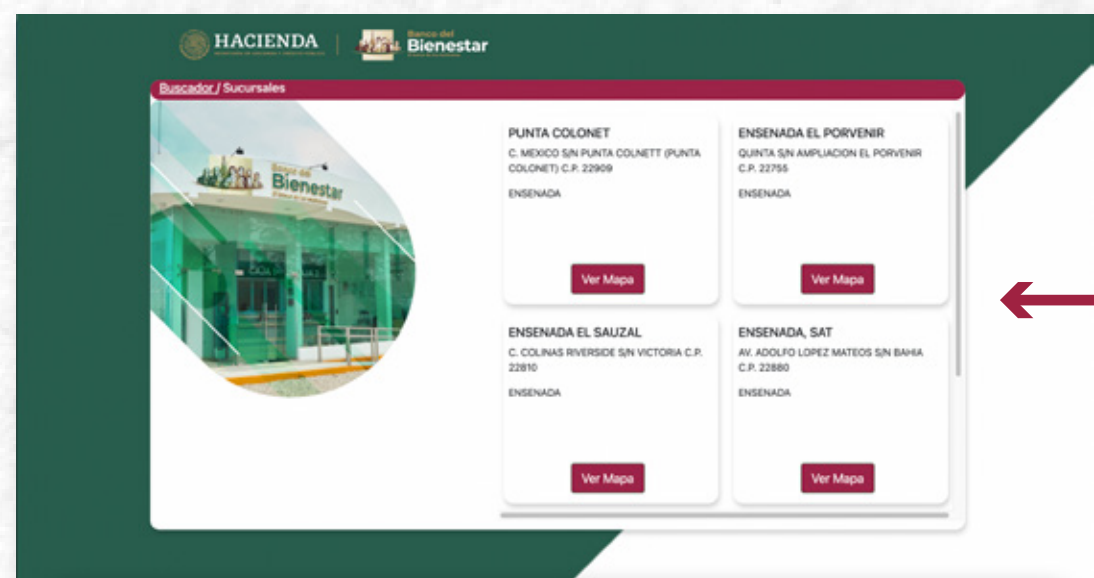 HACIENDA
Banco del
Bienestar
Buscador / Sucursales
Banco del
Bienestar
PUNTA COLONET
C. MEXICO S/N PUNTA COLNETT (PUNTA
COLONET) C.P. 22909
ENSENADA
Ver Mapa
ENSENADA EL PORVENIR
QUINTA S/N AMPLIACION EL PORVENIR
C.P. 22755
ENSENADA
Ver Mapa
ENSENADA EL SAUZAL
C. COLINAS RIVERSIDE S/N VICTORIA C.P.
22810
ENSENADA
Ver Mapa
ENSENADA, SAT
AV. ADOLFO LOPEZ MATEOS S/N BAHIA
C.P. 22880
ENSENADA
Ver Mapa